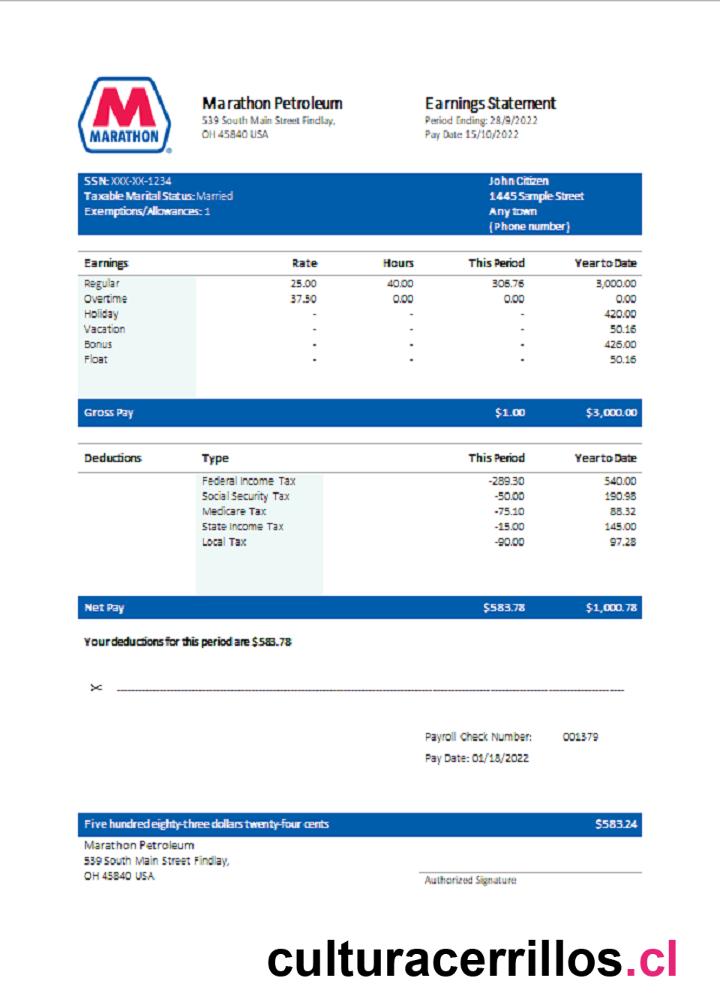 M
MARATHON
Marathon Petroleum
539 South Main Street Findlay,
OH 45840 USA
Earnings Statement
Period Ending: 28/9/2022
Pay Date 15/10/2022
SSN: XXX-XX-1234
Taxable Marital Status: Married
Exemptions/Allowances: 1
John Citizen
1445 Sample Street
Any town
(Phone number)
Earnings Rate Hours This Period Year to Date
Regular 25.00 40.00 306.76 3,000.00
Overtime 37.50 0.00 0.00 0.00
Holiday - - - 420.00
Vacation - - - 50.16
Bonus - - - 426.00
Float - - - 50.16
Gross Pay $1.00 $3,000.00
Deductions Type This Period Year to Date
Federal Income Tax -289.30 540.00
Social Security Tax -50.00 190.98
Medicare Tax -75.10 88.32
State Income Tax -15.00 145.00
Local Tax -90.00 97.28
Net Pay $583.78 $1,000.78
Your deductions for this period are $583.78
Payroll Check Number: 001379
Pay Date: 01/18/2022
Five hundred eighty-three dollars twenty-four cents $583.24
Marathon Petroleum
539 South Main Street Findlay,
OH 45840 USA
Authorized Signature
culturacerrillos.cl